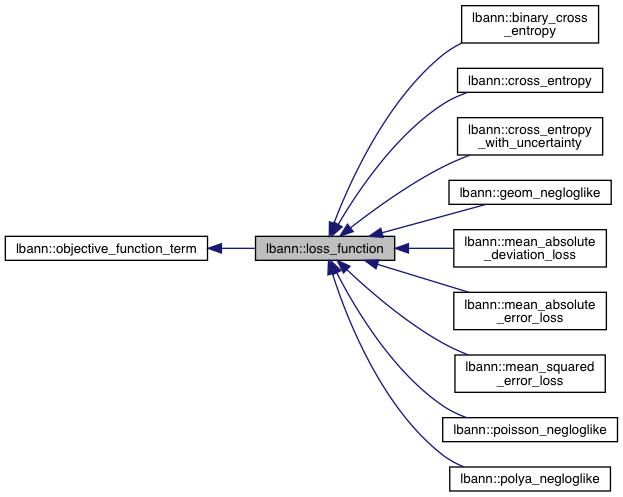 lbann::objective_function_term
lbann::loss_function
lbann::binary_cross
_entropy
lbann::cross_entropy
lbann::cross_entropy
_with_uncertainty
lbann::geom_negloglike
lbann::mean_absolute
_deviation_loss
lbann::mean_absolute
_error_loss
lbann::mean_squared
_error_loss
lbann::poisson_negloglike
lbann::polya_negloglike